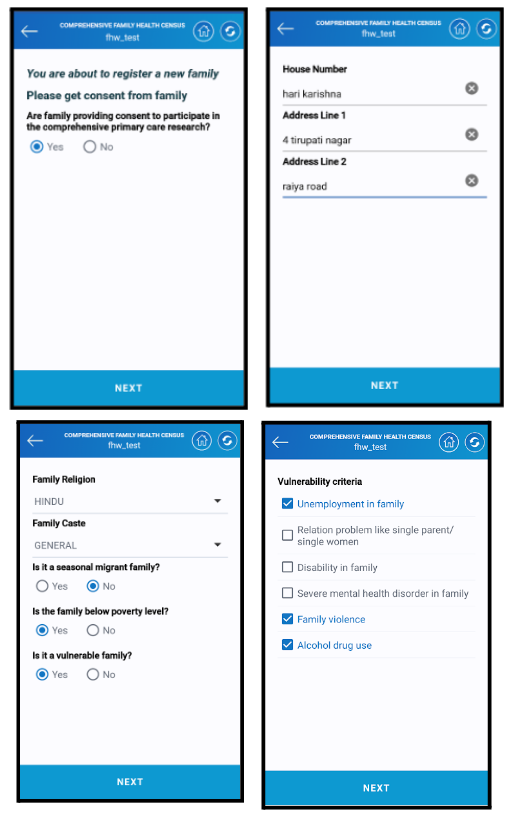 COMPREHENSIVE FAMILY HEALTH CENSUS
fhw_test
You are about to register a new family
Please get consent from family
Are family providing consent to participate in
the comprehensive primary care research?
Yes No
NEXT
COMPREHENSIVE FAMILY HEALTH CENSUS
fhw_test
House Number
hari karishna
Address Line 1
4 tirupati nagar
Address Line 2
raiya road
NEXT
COMPREHENSIVE FAMILY HEALTH CENSUS
fhw_test
Family Religion
HINDU
Family Caste
GENERAL
Is it a seasonal migrant family?
Yes No
Is the family below poverty level?
Yes No
Is it a vulnerable family?
Yes No
NEXT
COMPREHENSIVE FAMILY HEALTH CENSUS
fhw_test
Vulnerability criteria
Unemployment in family
Relation problem like single parent/
single women
Disability in family
Severe mental health disorder in family
Family violence
Alcohol drug use
NEXT